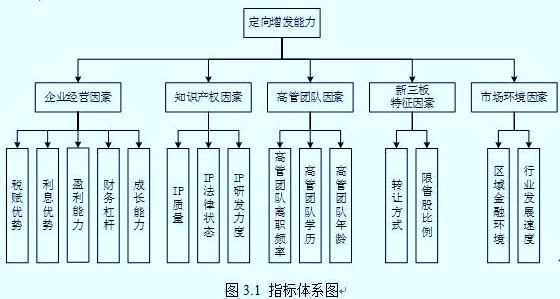 定向增发能力
企业经营因素
知识产权因素
高管团队因素
新三板
特征因素
市场环境因素
税赋优势
利息优势
盈利能力
财务杠杆
成长能力
IP质量
IP法律状态
IP研发力度
高管团队离职频率
高管团队学历
高管团队年龄
转让方式
限售股比例
区域金融环境
行业发展速度
图 3.1 指标体系图